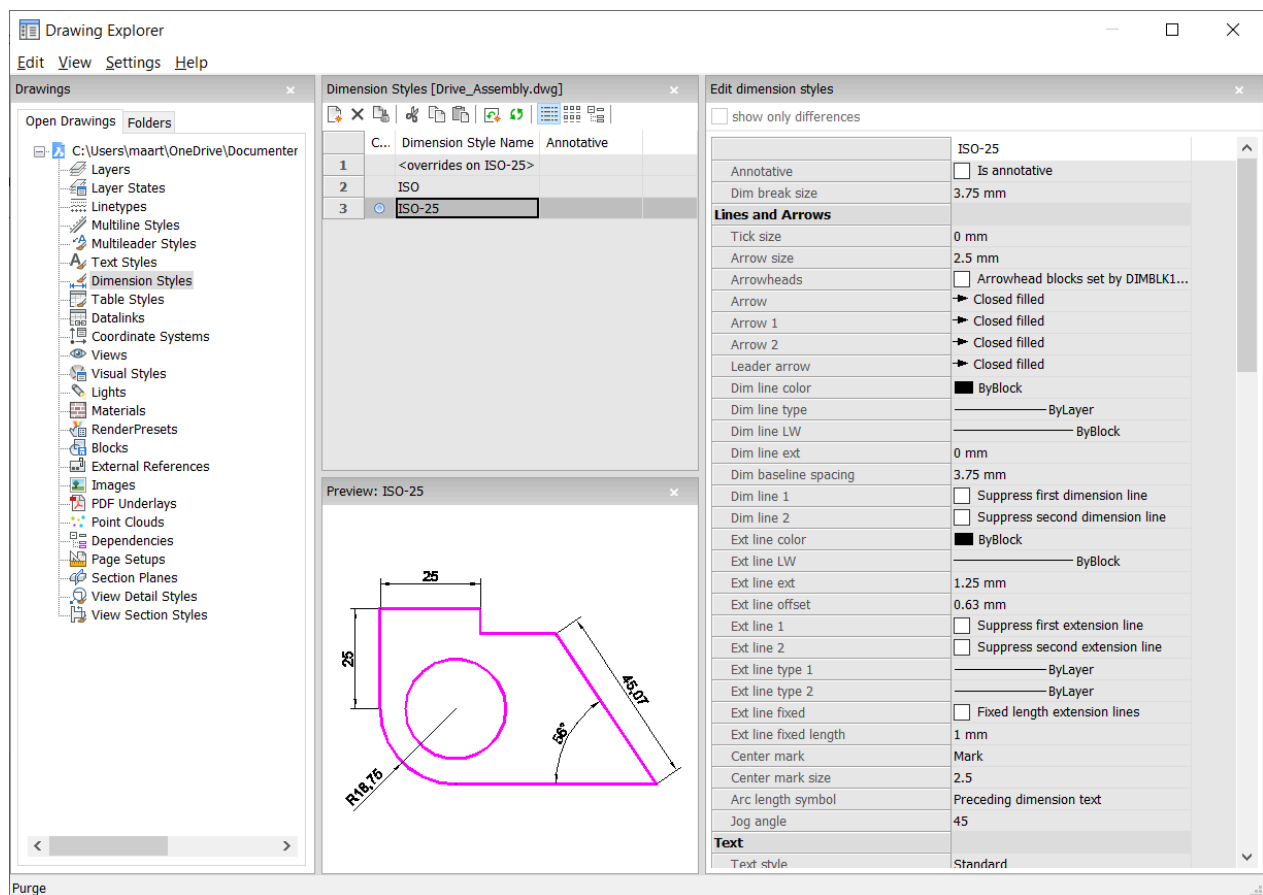 Drawing Explorer
Edit View Settings Help
Drawings
Open Drawings Folders
C:\Users\maart\OneDrive\Documenter
Layers
Layer States
Linetypes
Multiline Styles
Multileader Styles
Text Styles
Dimension Styles
Table Styles
Datalinks
Coordinate Systems
Views
Visual Styles
Lights
Materials
RenderPresets
Blocks
External References
Images
PDF Underlays
Point Clouds
Dependencies
Page Setups
Section Planes
View Detail Styles
View Section Styles
Dimension Styles [Drive_Assembly.dwg]
C... Dimension Style Name Annotative
1 <overrides on ISO-25>
2 ISO
3 ISO-25
Preview: ISO-25
25
25
45,07
56°
R18,75
Edit dimension styles
show only differences
ISO-25
Annotative Is annotative
Dim break size 3.75 mm
Lines and Arrows
Tick size 0 mm
Arrow size 2.5 mm
Arrowheads Arrowhead blocks set by DIMBLK1...
Arrow Closed filled
Arrow 1 Closed filled
Arrow 2 Closed filled
Leader arrow Closed filled
Dim line color ByBlock
Dim line type ByLayer
Dim line LW ByBlock
Dim line ext 0 mm
Dim baseline spacing 3.75 mm
Dim line 1 Suppress first dimension line
Dim line 2 Suppress second dimension line
Ext line color ByBlock
Ext line LW ByBlock
Ext line ext 1.25 mm
Ext line offset 0.63 mm
Ext line 1 Suppress first extension line
Ext line 2 Suppress second extension line
Ext line type 1 ByLayer
Ext line type 2 ByLayer
Ext line fixed Fixed length extension lines
Ext line fixed length 1 mm
Center mark Mark
Center mark size 2.5
Arc length symbol Preceding dimension text
Jog angle 45
Text
Text style Standard
Purge